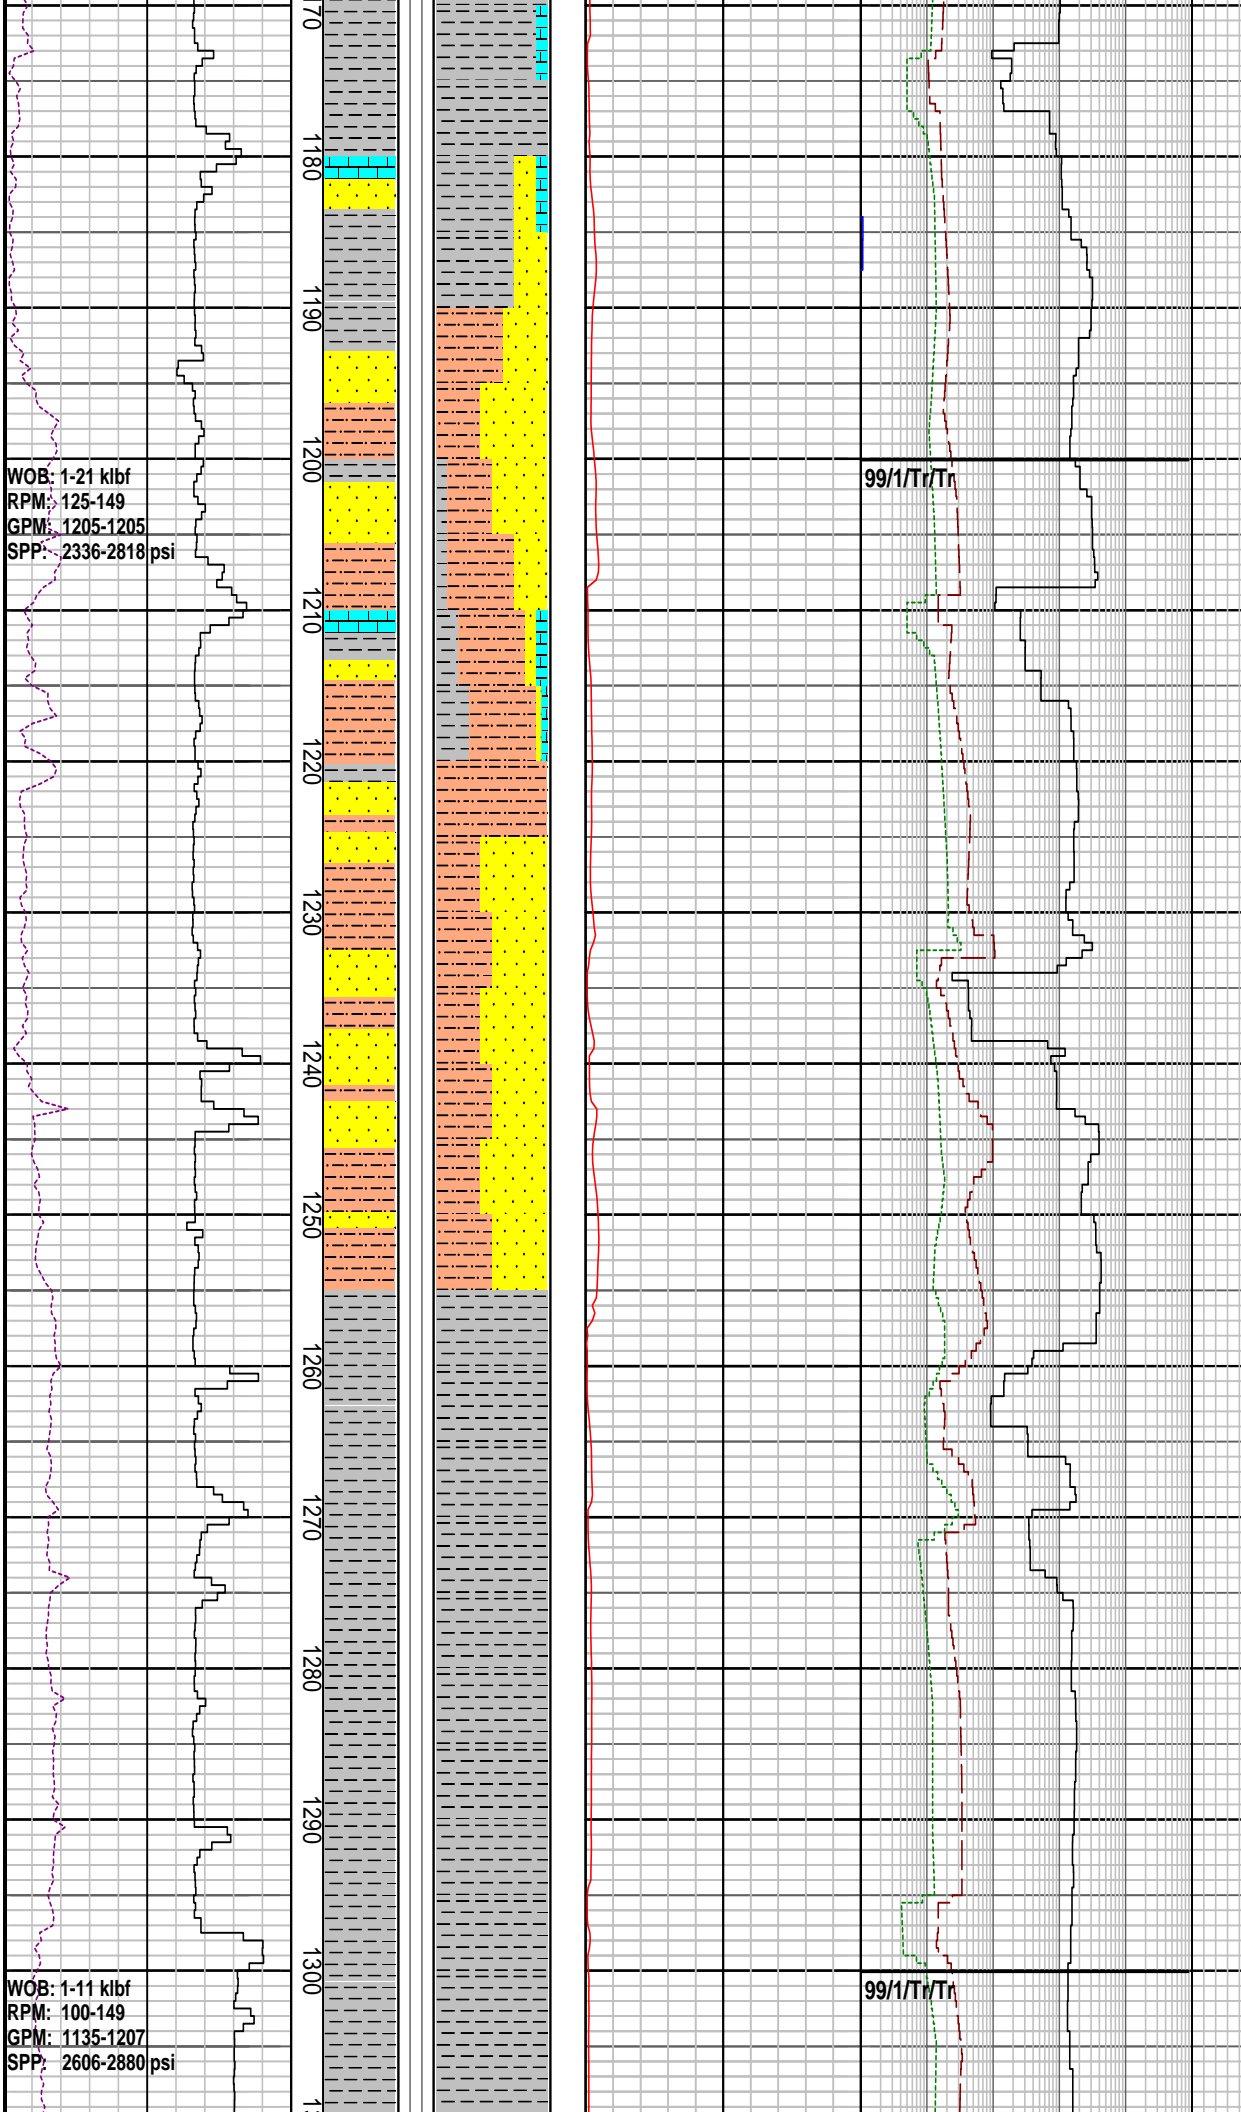 70
1180
1190
1200
WOB: 1-21 klbf
RPM: 125-149
GPM: 1205-1205
SPP: 2336-2818 psi
99/1/Tr/Tr
1210
1220
1230
1240
1250
1260
1270
1280
1290
1300
WOB: 1-11 klbf
RPM: 100-149
GPM: 1135-1207
SPP: 2606-2880 psi
99/1/Tr/Tr